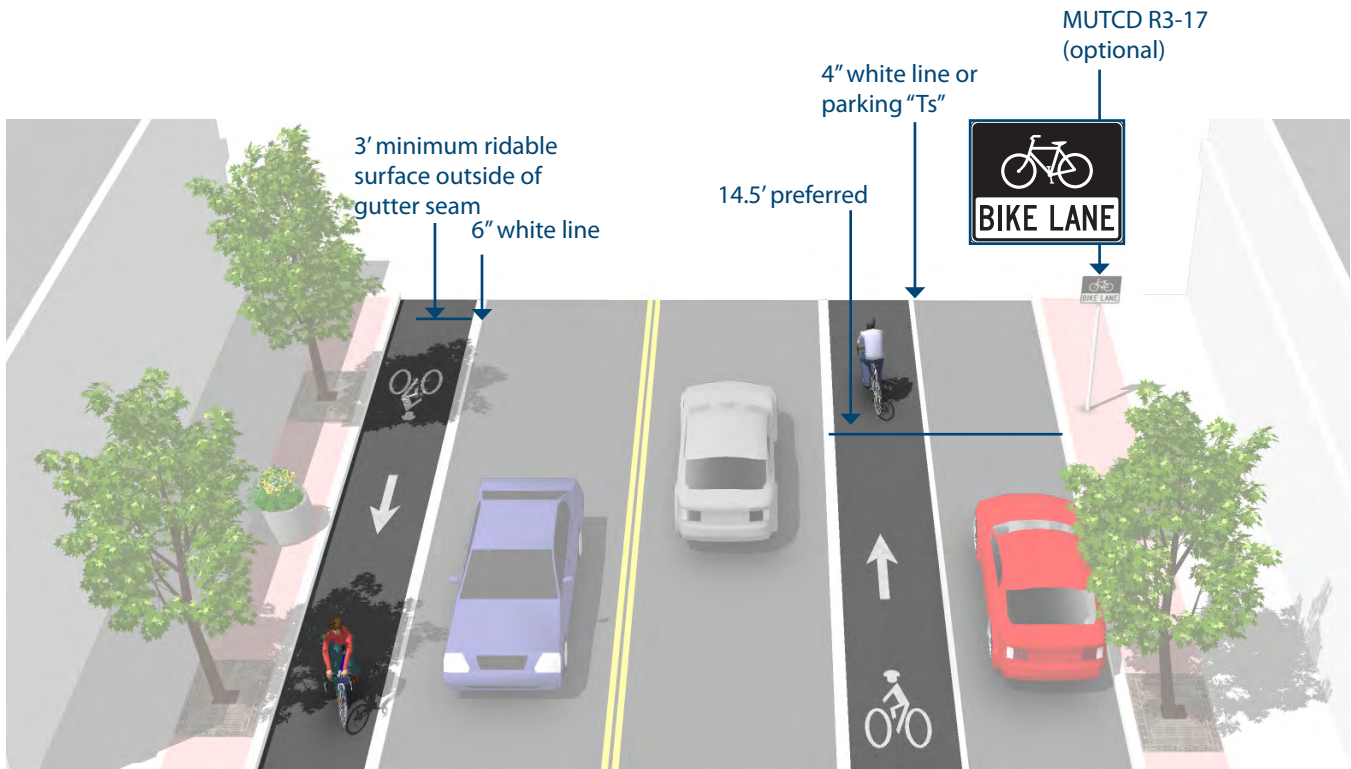 MUTCD R3-17
(optional)
4” white line or
parking “Ts”
3’ minimum ridable
surface outside of
gutter seam
14.5’ preferred
6” white line
BIKE LANE
BIKE LANE